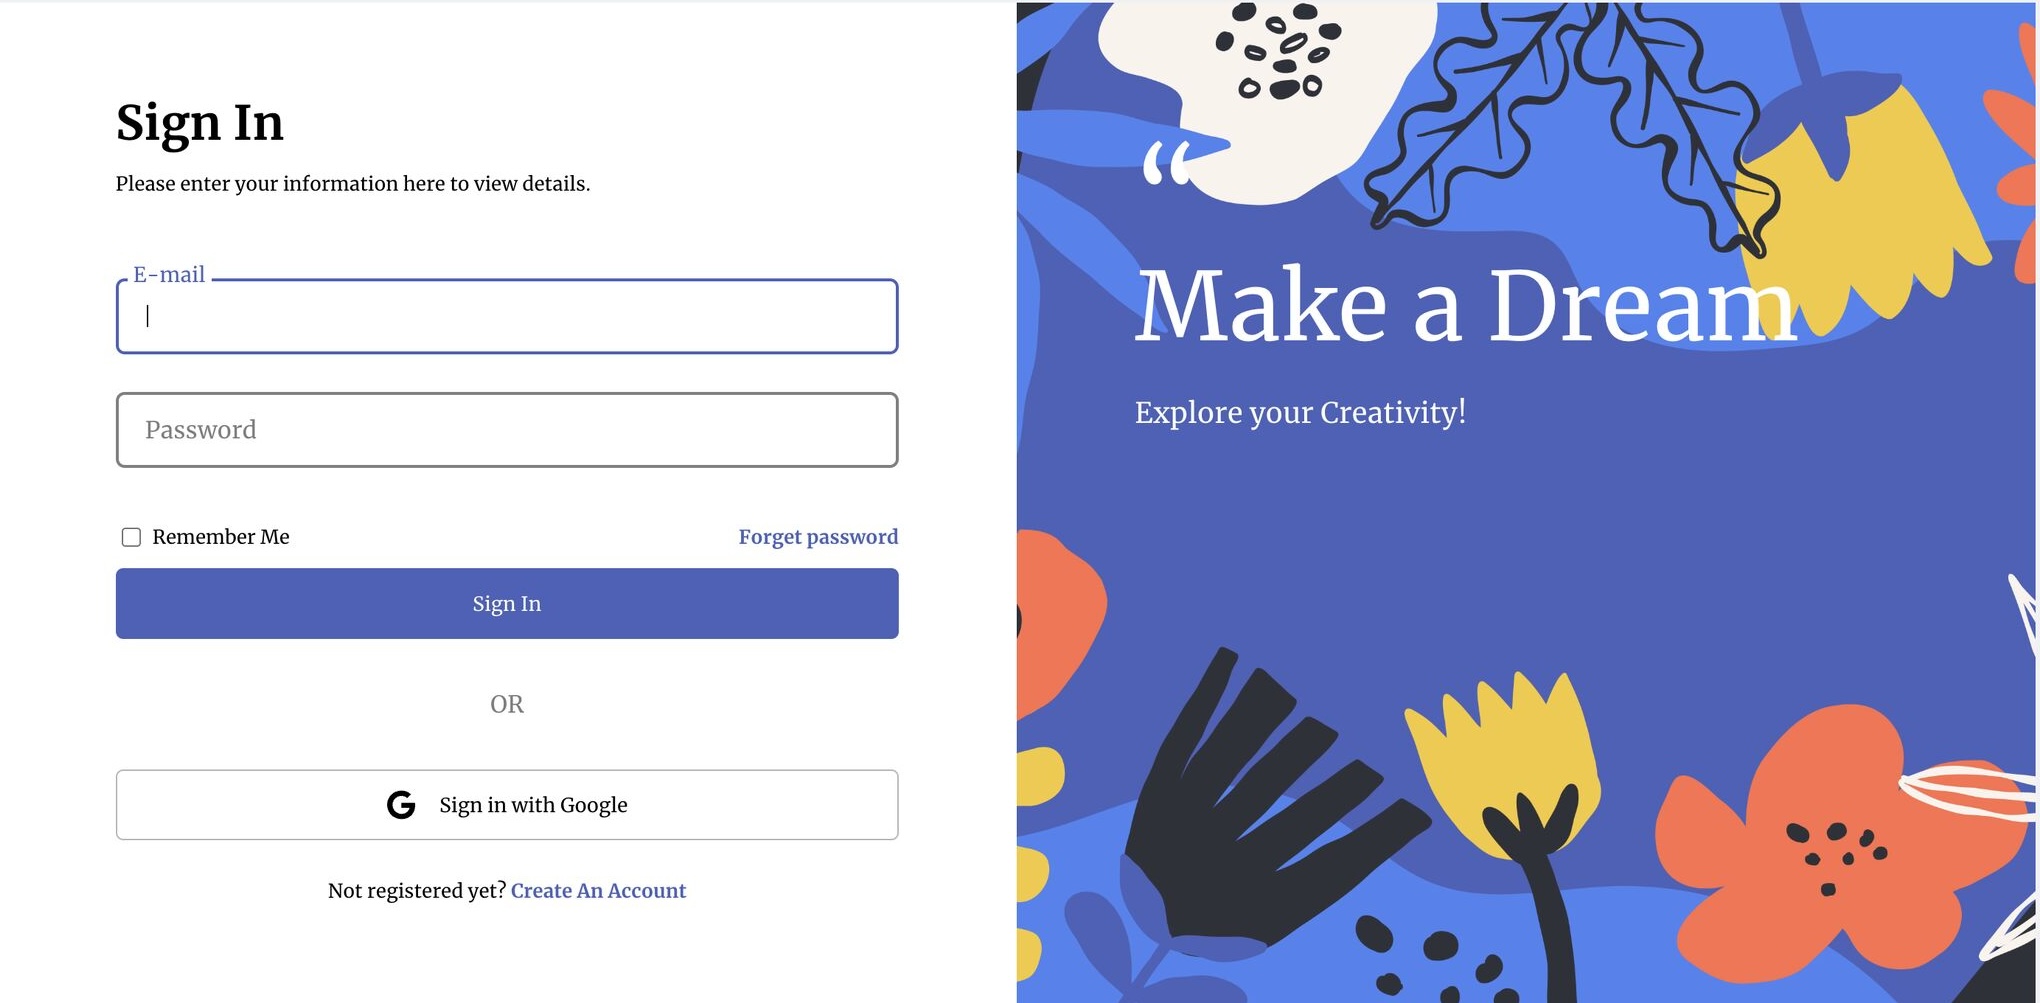 Sign In
Please enter your information here to view details.
E-mail
Password
Remember Me
Forget password
Sign In
OR
Sign in with Google
Not registered yet? Create An Account
“
Make a Dream
Explore your Creativity!